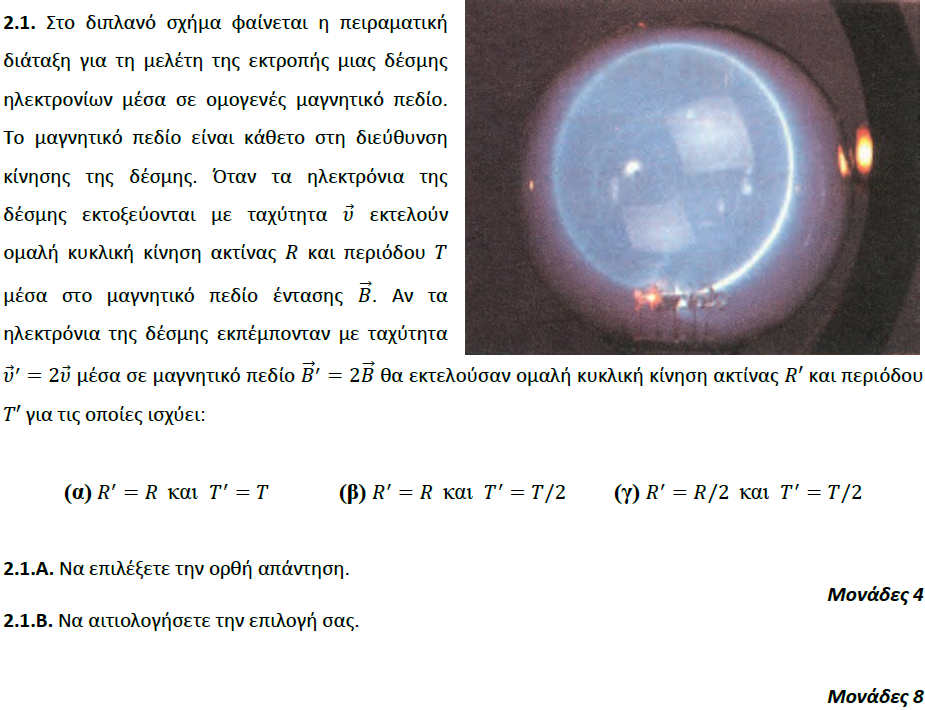 2.1. Στο διπλανό σχήμα φαίνεται η πειραματική
διάταξη για τη μελέτη της εκτροπής μιας δέσμης
ηλεκτρονίων μέσα σε ομογενές μαγνητικό πεδίο.
Το μαγνητικό πεδίο είναι κάθετο στη διεύθυνση
κίνησης της δέσμης. Όταν τα ηλεκτρόνια της
δέσμης εκτοξεύονται με ταχύτητα \vec{υ} εκτελούν
ομαλή κυκλική κίνηση ακτίνας R και περιόδου T
μέσα στο μαγνητικό πεδίο έντασης \vec{B}. Αν τα
ηλεκτρόνια της δέσμης εκπέμπονταν με ταχύτητα
\vec{υ}' = 2\vec{υ} μέσα σε μαγνητικό πεδίο \vec{B}' = 2\vec{B} θα εκτελούσαν ομαλή κυκλική κίνηση ακτίνας R' και περιόδου
T' για τις οποίες ισχύει:
(α) R' = R και T' = T (β) R' = R και T' = T/2 (γ) R' = R/2 και T' = T/2
2.1.Α. Να επιλέξετε την ορθή απάντηση.
Μονάδες 4
2.1.Β. Να αιτιολογήσετε την επιλογή σας.
Μονάδες 8